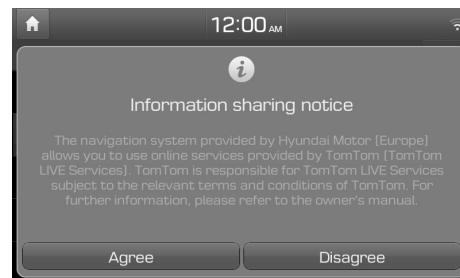 12:00 AM
Information sharing notice
The navigation system provided by Hyundai Motor (Europe)
allows you to use online services provided by TomTom (TomTom
LIVE Services). TomTom is responsible for TomTom LIVE Services
subject to the relevant terms and conditions of TomTom. For
further information, please refer to the owner's manual.
Agree Disagree